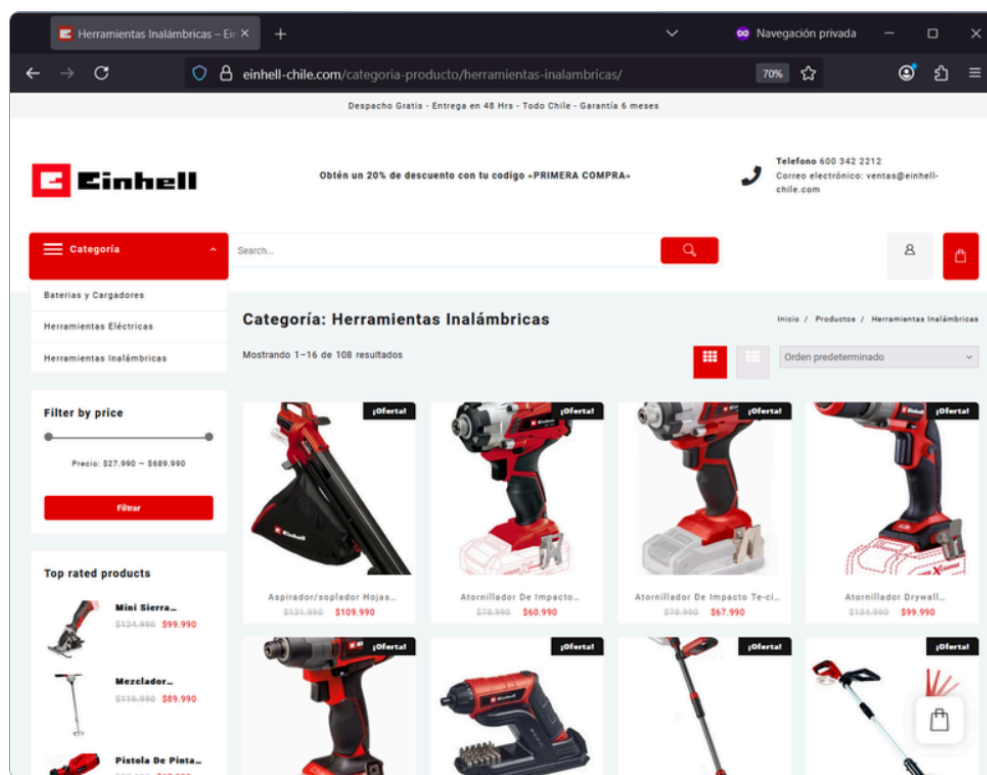 Herramientas Inalámbricas – Ein
Navegación privada
einhell-chile.com/categoria-producto/herramientas-inalambricas/
70%
Despacho Gratis - Entrega en 48 Hrs - Todo Chile - Garantía 6 meses
Einhell
Obtén un 20% de descuento con tu codigo «PRIMERA COMPRA»
Telefono 600 342 2212
Correo electrónico: ventas@einhell-
chile.com
Categoría
Search...
Baterias y Cargadores
Herramientas Eléctricas
Herramientas Inalámbricas
Categoría: Herramientas Inalámbricas
Inicio / Productos / Herramientas Inalámbricas
Mostrando 1–16 de 108 resultados
Orden predeterminado
Filter by price
Precio: $27.990 — $689.990
Filtrar
¡Oferta! ¡Oferta! ¡Oferta! ¡Oferta!
Einhell
Aspirador/soplador Hojas…
$131.990 $109.990
Atornillador De Impacto…
$78.990 $60.990
Atornillador De Impacto Te-ci…
$78.990 $67.990
Atornillador Drywall…
$134.990 $99.990
Top rated products
Mini Sierra…
$124.990 $99.990
Mezclador…
$119.990 $89.990
Pistola De Pinta…
¡Oferta! ¡Oferta! ¡Oferta! ¡Oferta!
Einhell